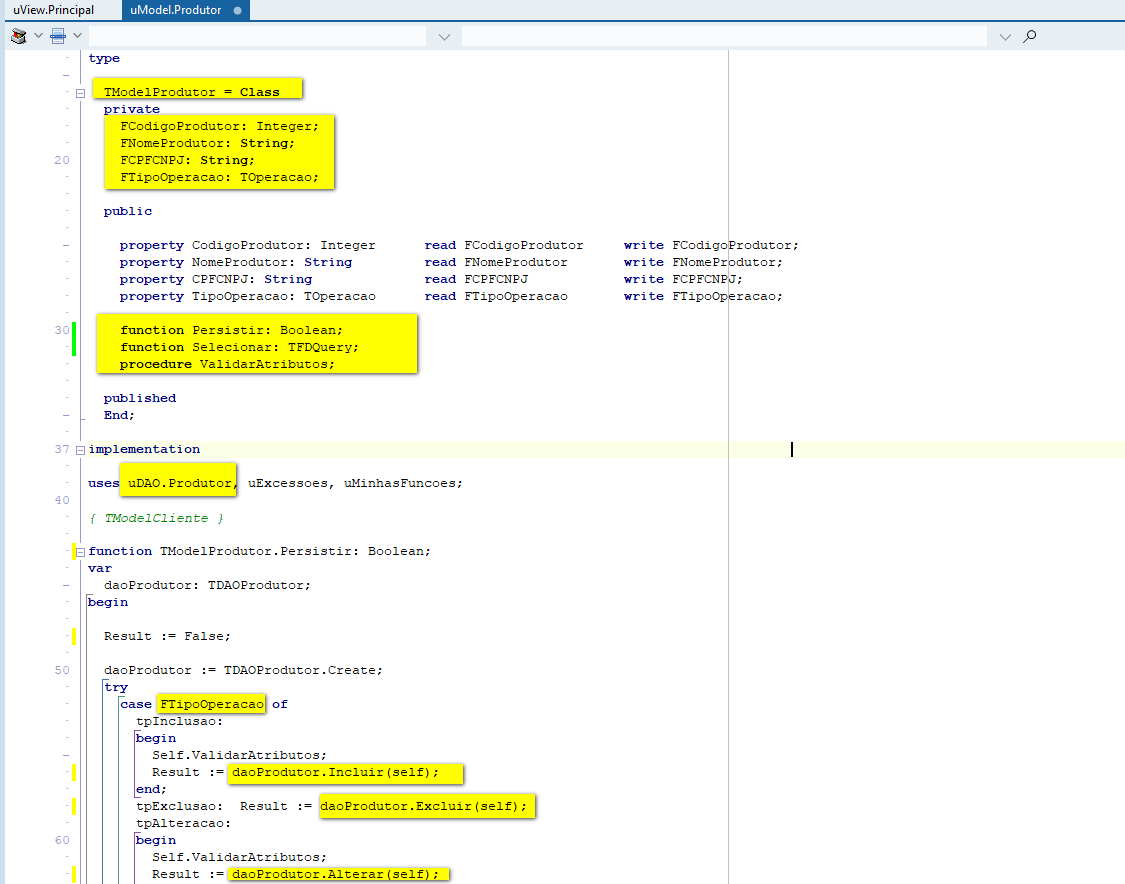 uView.Principal uModel.Produtor
type
TModelProdutor = Class
private
FCodigoProdutor: Integer;
FNomeProdutor: String;
20 FCPFCNPJ: String;
FTipoOperacao: TOperacao;
public
property CodigoProdutor: Integer read FCodigoProdutor write FCodigoProdutor;
property NomeProdutor: String read FNomeProdutor write FNomeProdutor;
property CPFCNPJ: String read FCPFCNPJ write FCPFCNPJ;
property TipoOperacao: TOperacao read FTipoOperacao write FTipoOperacao;
30 function Persistir: Boolean;
function Selecionar: TFDQuery;
procedure ValidarAtributos;
published
End;
37 implementation
uses uDAO.Produtor, uExcessoes, uMinhasFuncoes;
40
{ TModelCliente }
function TModelProdutor.Persistir: Boolean;
var
daoProdutor: TDAOProdutor;
begin
Result := False;
50 daoProdutor := TDAOProdutor.Create;
try
case FTipoOperacao of
tpInclusao:
begin
Self.ValidarAtributos;
Result := daoProdutor.Incluir(self);
end;
tpExclusao: Result := daoProdutor.Excluir(self);
tpAlteracao:
60 begin
Self.ValidarAtributos;
Result := daoProdutor.Alterar(self);